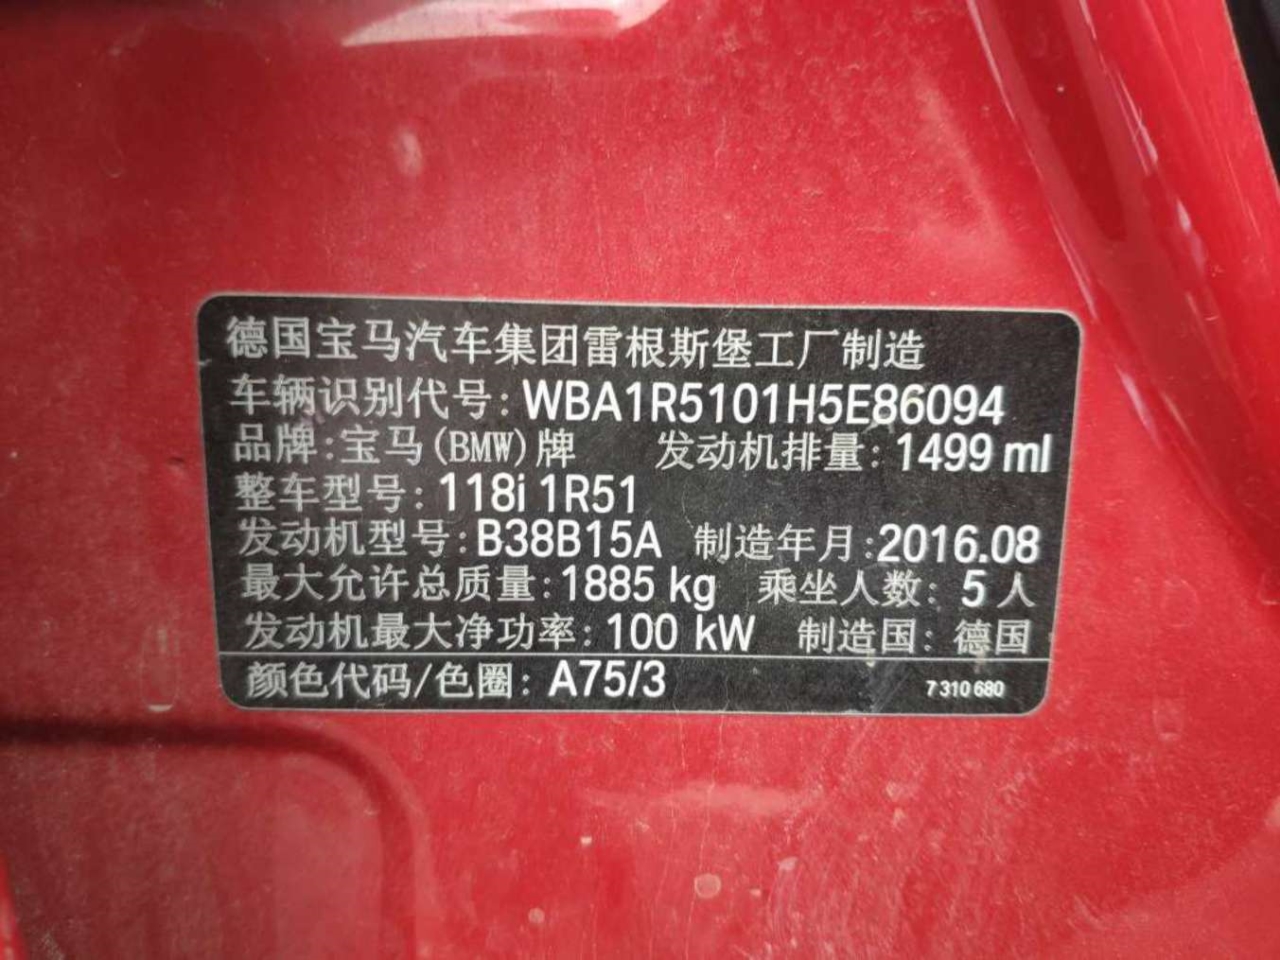 德国宝马汽车集团雷根斯堡工厂制造
车辆识别代号: WBA1R5101H5E86094
品牌:宝马(BMW)牌 发动机排量: 1499 ml
整车型号: 118i 1R51
发动机型号: B38B15A 制造年月:2016.08
最大允许总质量: 1885 kg 乘坐人数: 5 人
发动机最大净功率: 100 kW 制造国: 德国
颜色代码/色圈: A75/3 7 310 680